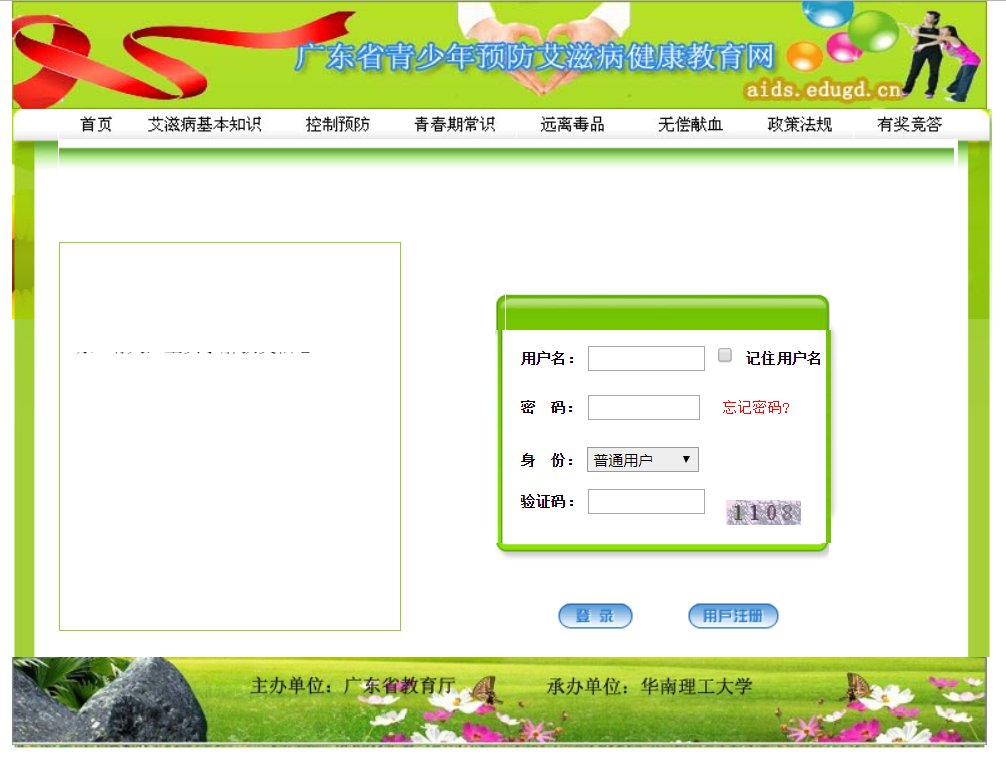 广东省青少年预防艾滋病健康教育网
aids.edugd.cn
首页 艾滋病基本知识 控制预防 青春期常识 远离毒品 无偿献血 政策法规 有奖竞答
用户名： 记住用户名
密 码： 忘记密码?
身 份： 普通用户
验证码： 1108
登 录 用戶注册
主办单位：广东省教育厅 承办单位：华南理工大学